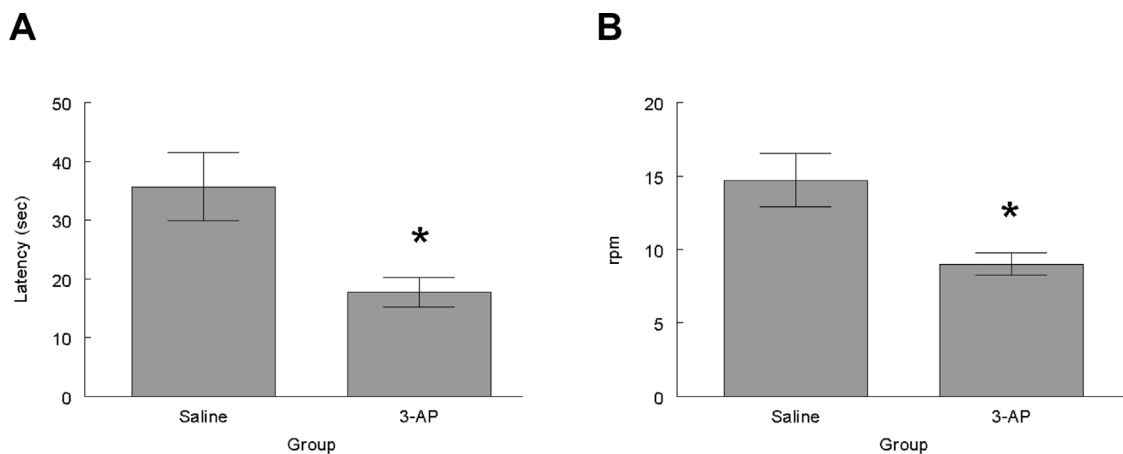 A
50
40
30
20
10
0
Latency (sec)
*
Saline
3-AP
Group
B
20
15
10
5
0
rpm
*
Saline
3-AP
Group